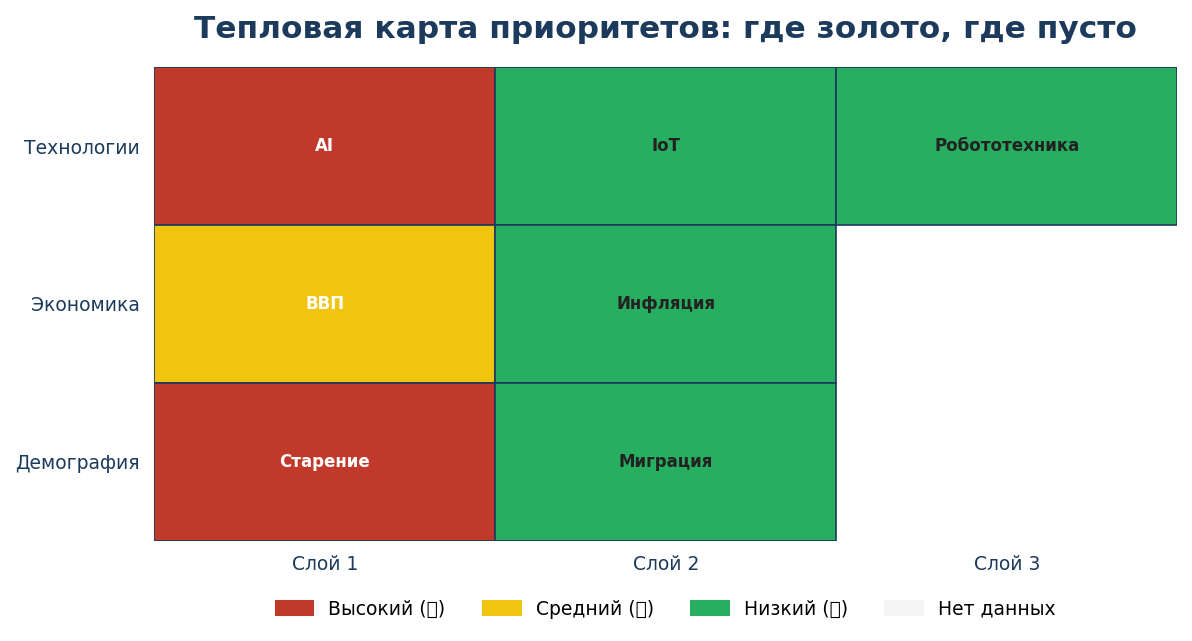 Тепловая карта приоритетов: где золото, где пусто
Технологии
AI
IoT
Робототехника
Экономика
ВВП
Инфляция
Демография
Старение
Миграция
Слой 1
Слой 2
Слой 3
Высокий (▯)
Средний (▯)
Низкий (▯)
Нет данных